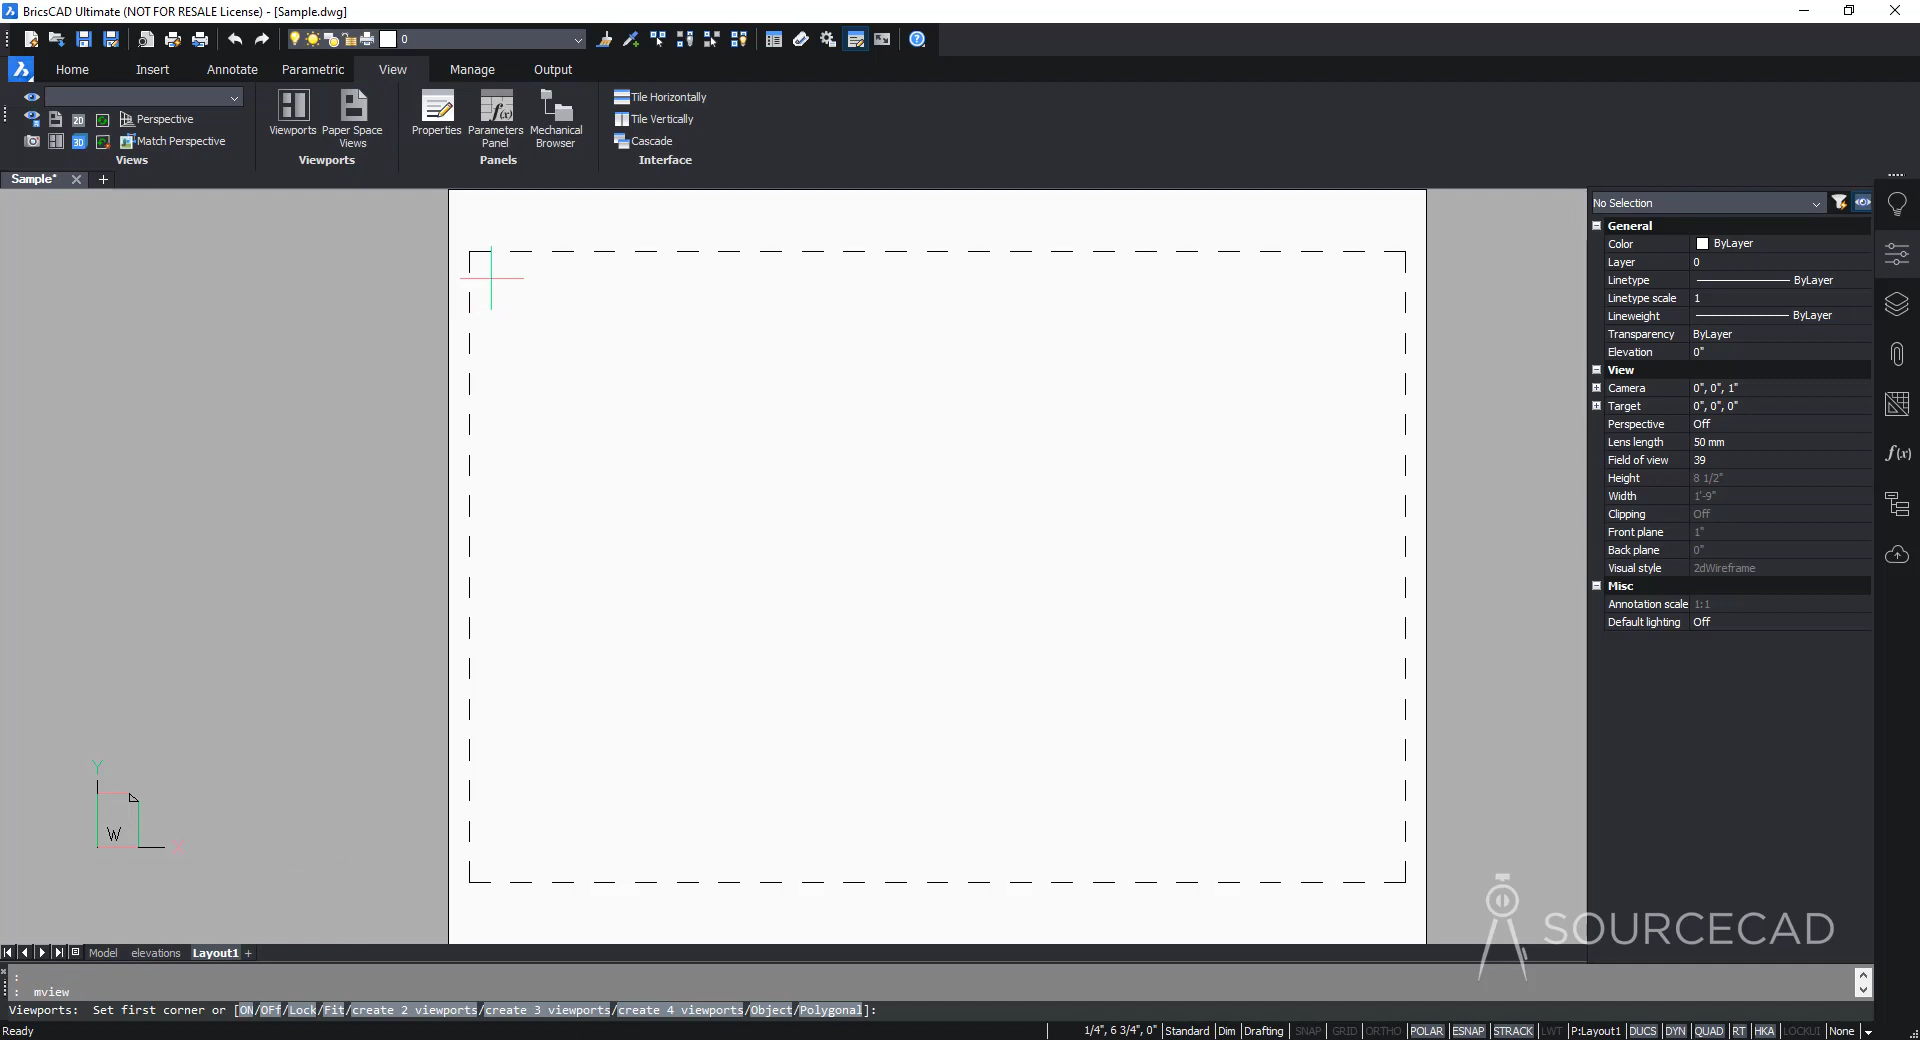 BricsCAD Ultimate (NOT FOR RESALE License) - [Sample.dwg]
0
Home Insert Annotate Parametric View Manage Output
Perspective
Match Perspective
2D
3D
Views
Viewports
Paper Space Views
Viewports
Properties
Parameters Panel
Mechanical Browser
Panels
Tile Horizontally
Tile Vertically
Cascade
Interface
Sample*
No Selection
General
Color ByLayer
Layer 0
Linetype ByLayer
Linetype scale 1
Lineweight ByLayer
Transparency ByLayer
Elevation 0"
View
Camera 0", 0", 1"
Target 0", 0", 0"
Perspective Off
Lens length 50 mm
Field of view 39
Height 8 1/2"
Width 1'-9"
Clipping Off
Front plane 1"
Back plane 0"
Visual style 2dWireframe
Misc
Annotation scale 1:1
Default lighting Off
f(x)
Y
W
X
SOURCECAD
Model elevations Layout1 +
:
: mview
Viewports: Set first corner or [ON/OFf/Lock/Fit/create 2 viewports/create 3 viewports/create 4 viewports/Object/Polygonal]:
Ready
1/4", 6 3/4", 0" Standard Dim Drafting SNAP GRID ORTHO POLAR ESNAP STRACK LWT P:Layout1 DUCS DYN QUAD RT HKA LOCKUI None